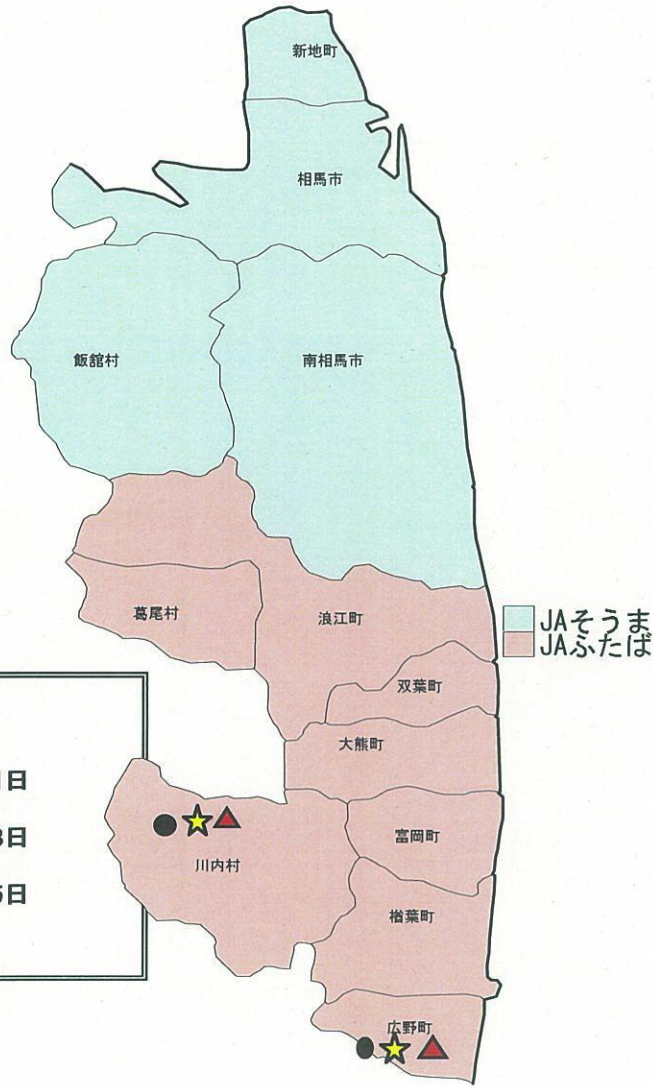 新地町
相馬市
飯舘村
南相馬市
葛尾村
浪江町
JAそうま
JAふたば
双葉町
大熊町
日
日
日
川内村
富岡町
楢葉町
広野町